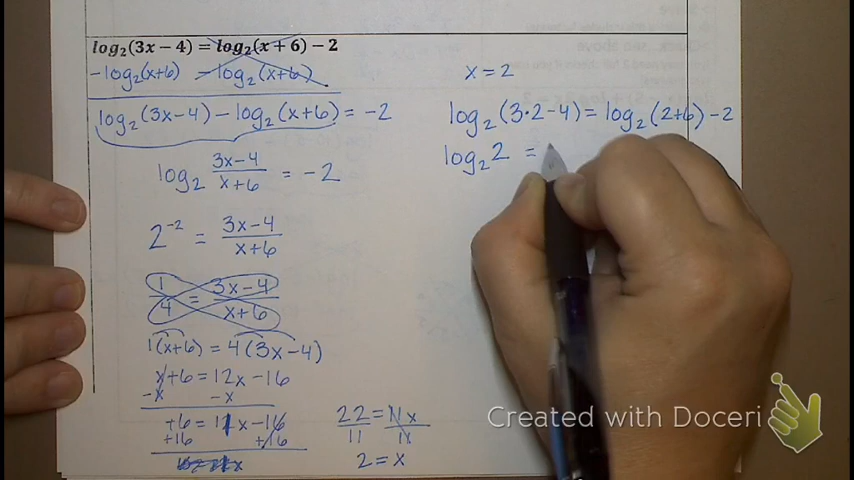 log₂(3x − 4) = log₂(x + 6) − 2
-log₂(x+6) - log₂(x+6)
log₂(3x-4) - log₂(x+6) = -2
log₂ 3x-4/x+6 = -2
2⁻² = 3x-4/x+6
1/4 = 3x-4/x+6
1(x+6) = 4(3x-4)
x+6 = 12x-16
-x -x
+6 = 11x-16
+16 +16
22 = 11x
11 11
2 = x
x = 2
log₂(3·2-4) = log₂(2+6) - 2
log₂2 =
Created with Doceri